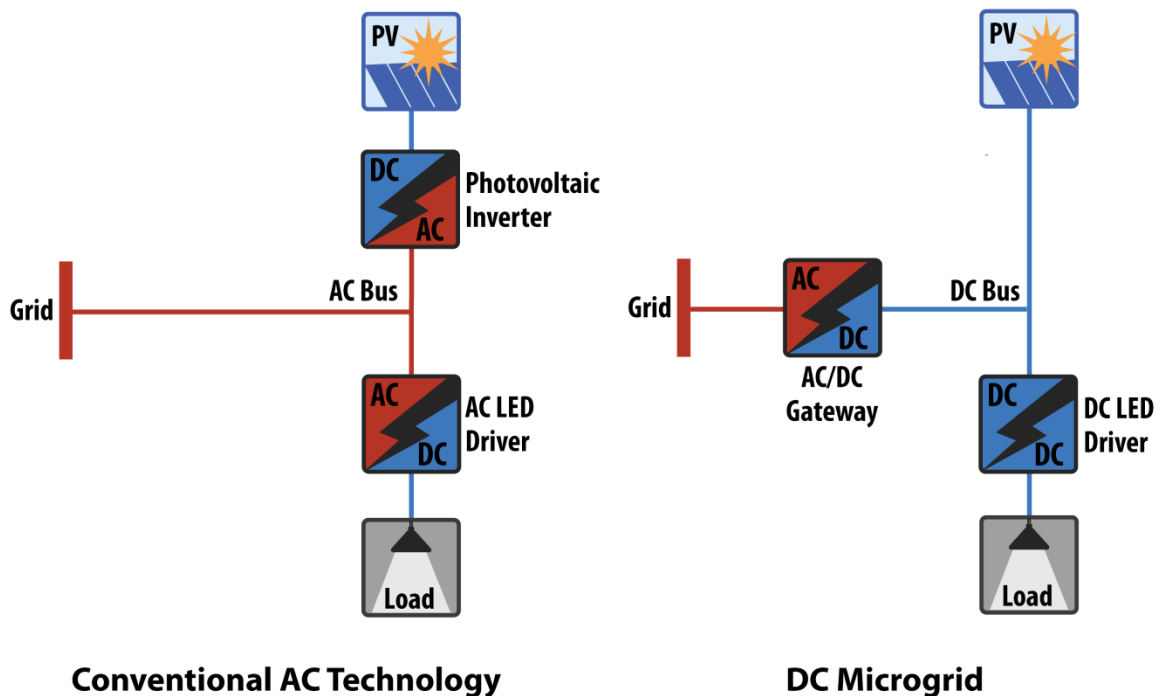 PV
DC
AC
Photovoltaic
Inverter
AC Bus
Grid
AC
DC
AC LED
Driver
Load
Conventional AC Technology
PV
Grid
AC
DC
AC/DC
Gateway
DC Bus
DC
DC
DC LED
Driver
Load
DC Microgrid